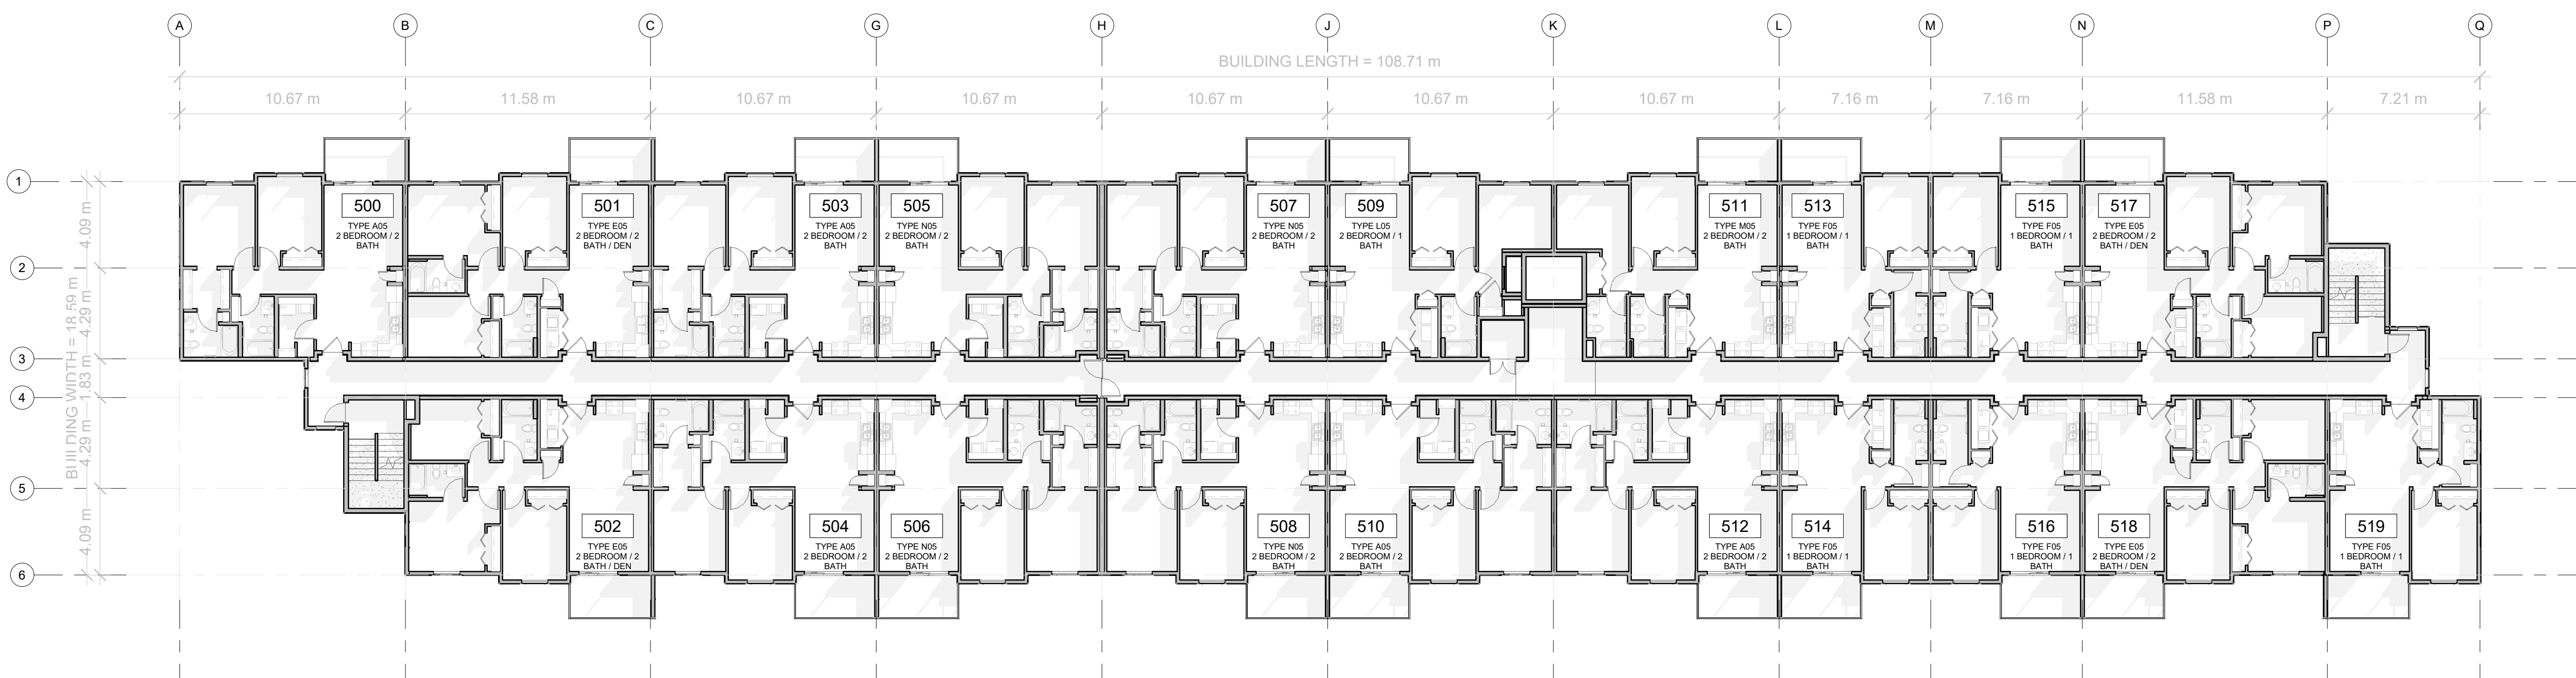 A B C G H J K L M N P Q
BUILDING LENGTH = 108.71 m
10.67 m 11.58 m 10.67 m 10.67 m 10.67 m 10.67 m 10.67 m 7.16 m 7.16 m 11.58 m 7.21 m
1
2
3
4
5
6
BUILDING WIDTH = 18.59 m
4.09 m
4.29 m
1.83 m
4.29 m
4.09 m
500
TYPE A05
2 BEDROOM / 2
BATH
501
TYPE E05
2 BEDROOM / 2
BATH / DEN
503
TYPE A05
2 BEDROOM / 2
BATH
505
TYPE N05
2 BEDROOM / 2
BATH
507
TYPE N05
2 BEDROOM / 2
BATH
509
TYPE L05
2 BEDROOM / 1
BATH
511
TYPE M05
2 BEDROOM / 2
BATH
513
TYPE F05
1 BEDROOM / 1
BATH
515
TYPE F05
1 BEDROOM / 1
BATH
517
TYPE E05
2 BEDROOM / 2
BATH / DEN
502
TYPE E05
2 BEDROOM / 2
BATH / DEN
504
TYPE A05
2 BEDROOM / 2
BATH
506
TYPE N05
2 BEDROOM / 2
BATH
508
TYPE N05
2 BEDROOM / 2
BATH
510
TYPE A05
2 BEDROOM / 2
BATH
512
TYPE A05
2 BEDROOM / 2
BATH
514
TYPE F05
1 BEDROOM / 1
BATH
516
TYPE F05
1 BEDROOM / 1
BATH
518
TYPE E05
2 BEDROOM / 2
BATH / DEN
519
TYPE F05
1 BEDROOM / 1
BATH